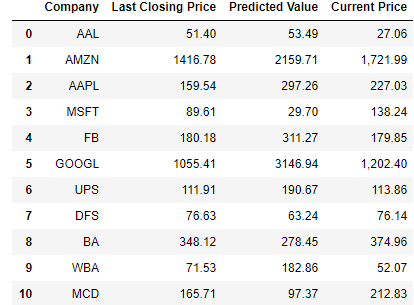 Company Last Closing Price Predicted Value Current Price
0 AAL 51.40 53.49 27.06
1 AMZN 1416.78 2159.71 1,721.99
2 AAPL 159.54 297.26 227.03
3 MSFT 89.61 29.70 138.24
4 FB 180.18 311.27 179.85
5 GOOGL 1055.41 3146.94 1,202.40
6 UPS 111.91 190.67 113.86
7 DFS 76.63 63.24 76.14
8 BA 348.12 278.45 374.96
9 WBA 71.53 182.86 52.07
10 MCD 165.71 97.37 212.83